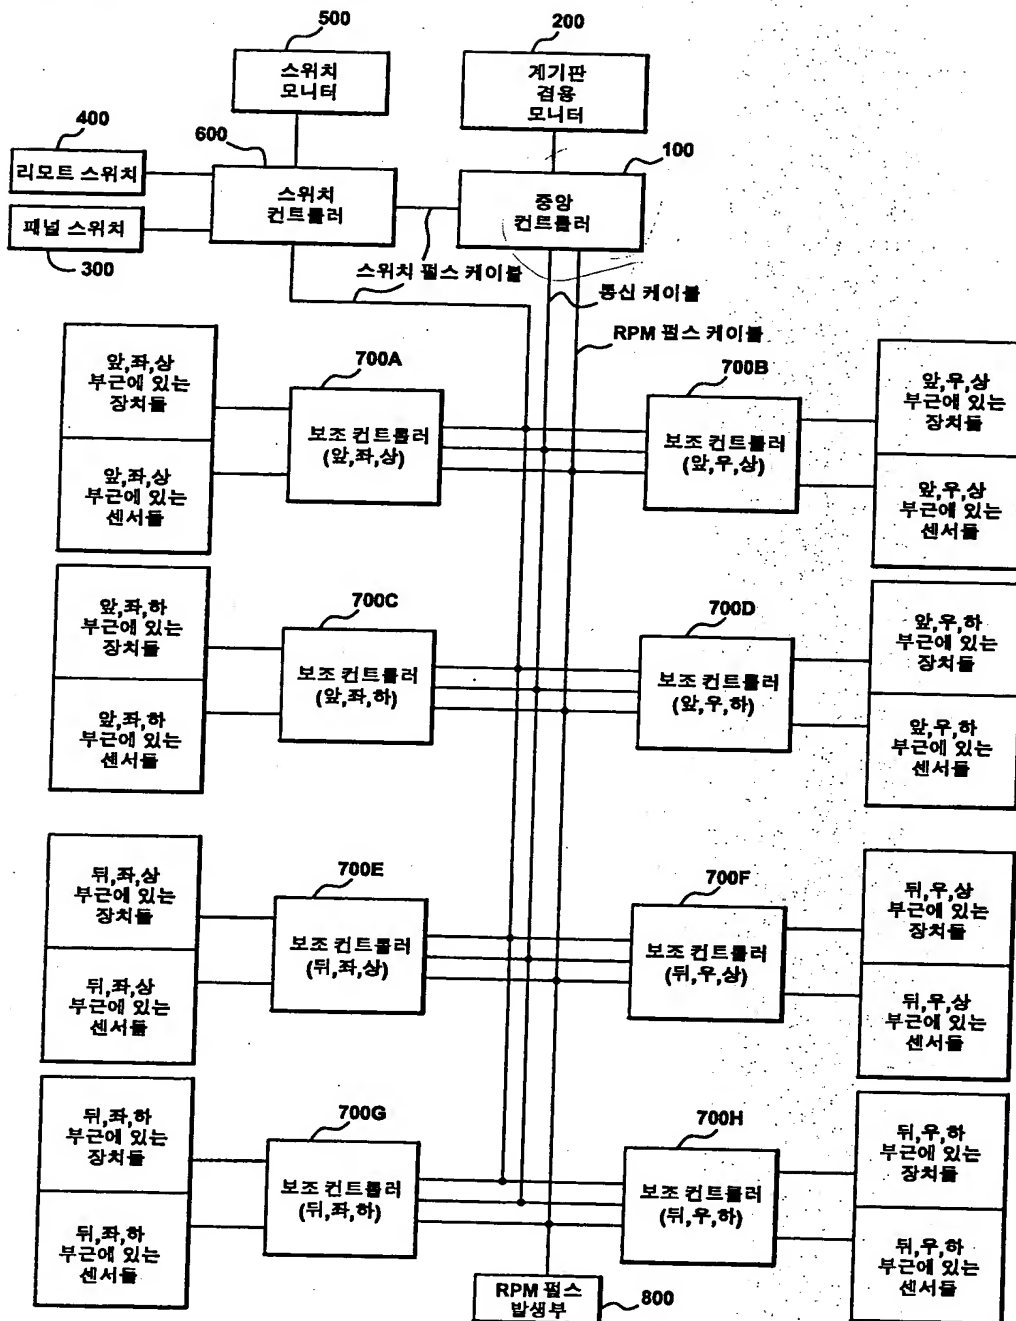 500
스위치
모니터
200
계기판
겸용
모니터
400
리모트 스위치
600
스위치
컨트롤러
100
중앙
컨트롤러
패널 스위치
300
스위치 펄스 케이블
통신 케이블
RPM 펄스 케이블
앞,좌,상
부근에 있는
장치들
앞,좌,상
부근에 있는
센서들
700A
보조 컨트롤러
(앞,좌,상)
700B
보조 컨트롤러
(앞,우,상)
앞,우,상
부근에 있는
장치들
앞,우,상
부근에 있는
센서들
앞,좌,하
부근에 있는
장치들
앞,좌,하
부근에 있는
센서들
700C
보조 컨트롤러
(앞,좌,하)
700D
보조 컨트롤러
(앞,우,하)
앞,우,하
부근에 있는
장치들
앞,우,하
부근에 있는
센서들
뒤,좌,상
부근에 있는
장치들
뒤,좌,상
부근에 있는
센서들
700E
보조 컨트롤러
(뒤,좌,상)
700F
보조 컨트롤러
(뒤,우,상)
뒤,우,상
부근에 있는
장치들
뒤,우,상
부근에 있는
센서들
뒤,좌,하
부근에 있는
장치들
뒤,좌,하
부근에 있는
센서들
700G
보조 컨트롤러
(뒤,좌,하)
700H
보조 컨트롤러
(뒤,우,하)
뒤,우,하
부근에 있는
장치들
뒤,우,하
부근에 있는
센서들
RPM 펄스
발생부
800